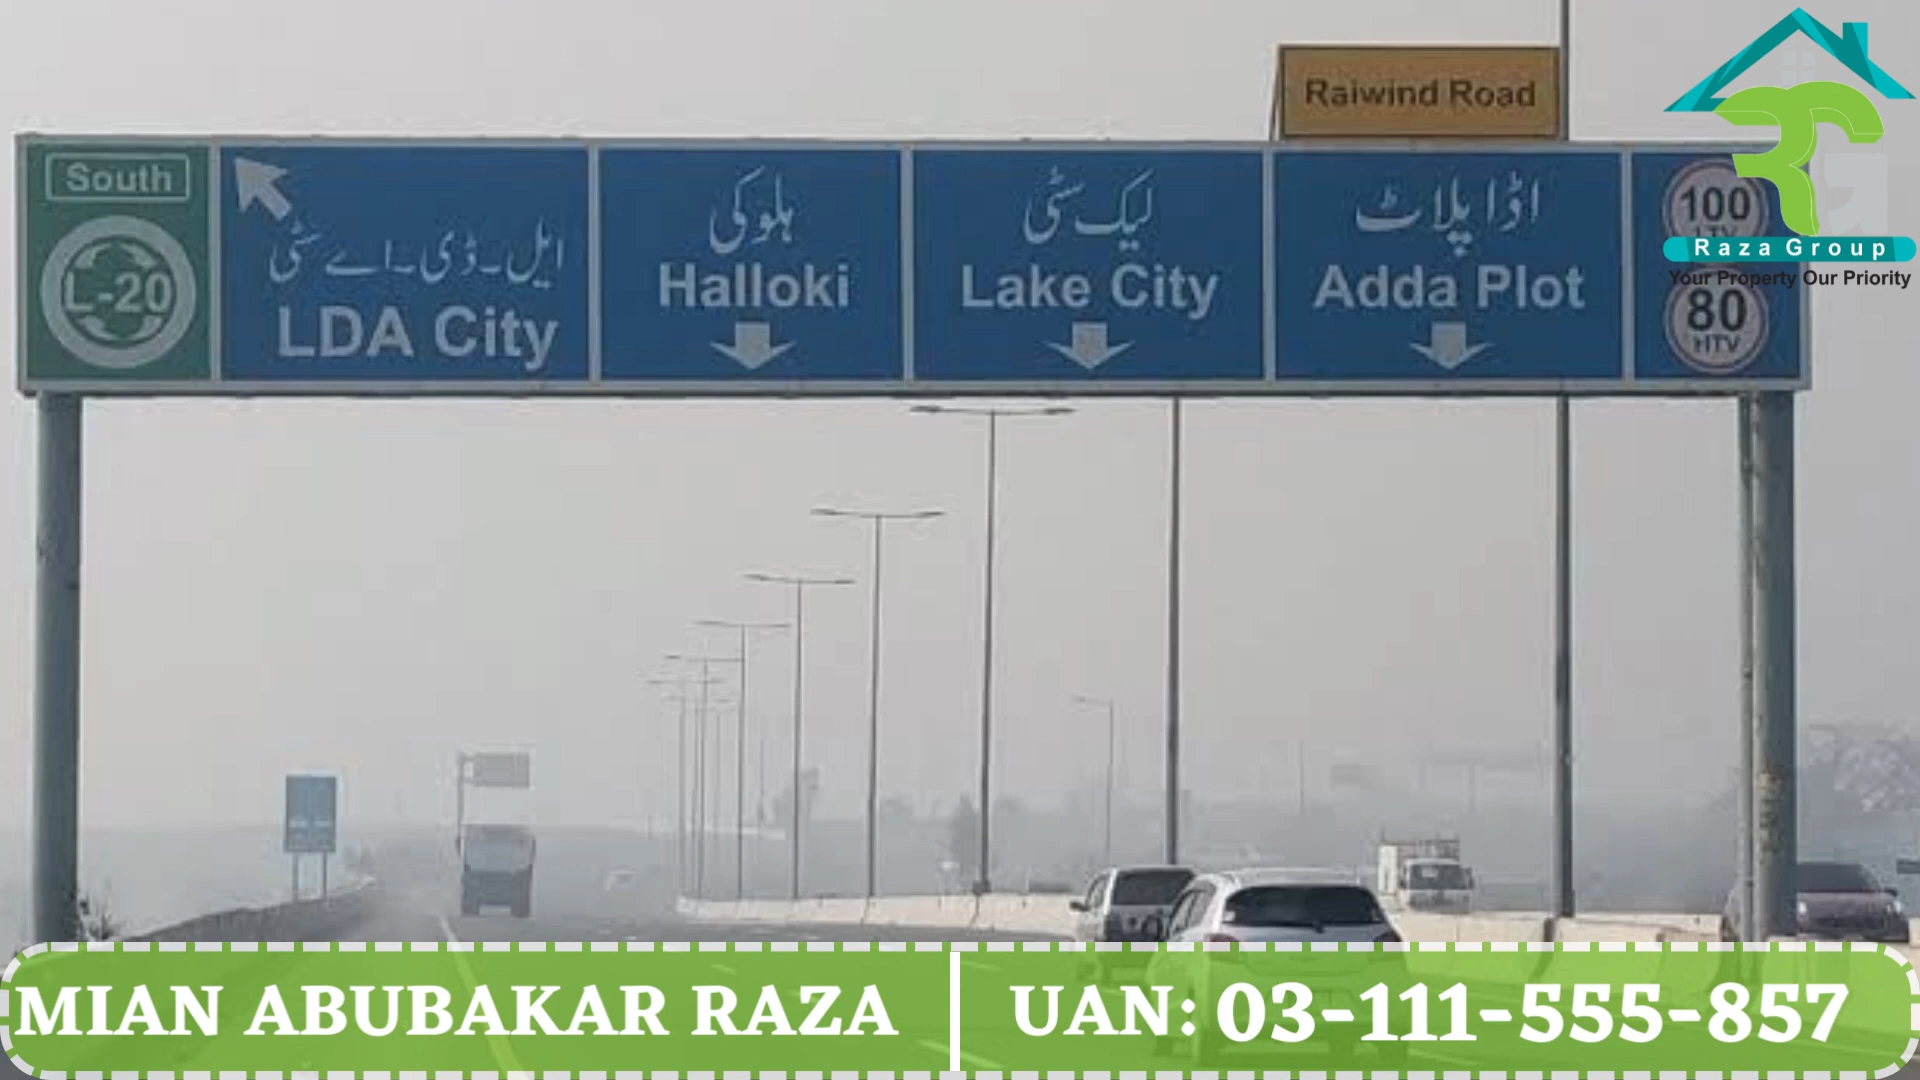 Raiwind Road
South
L-20
ایل-ڈی-اے سٹی
LDA City
ہلوکی
Halloki
لیک سٹی
Lake City
اڈا پلاٹ
Adda Plot
100
LTV
80
HTV
Raza Group
Your Property Our Priority
MIAN ABUBAKAR RAZA
UAN: 03-111-555-857